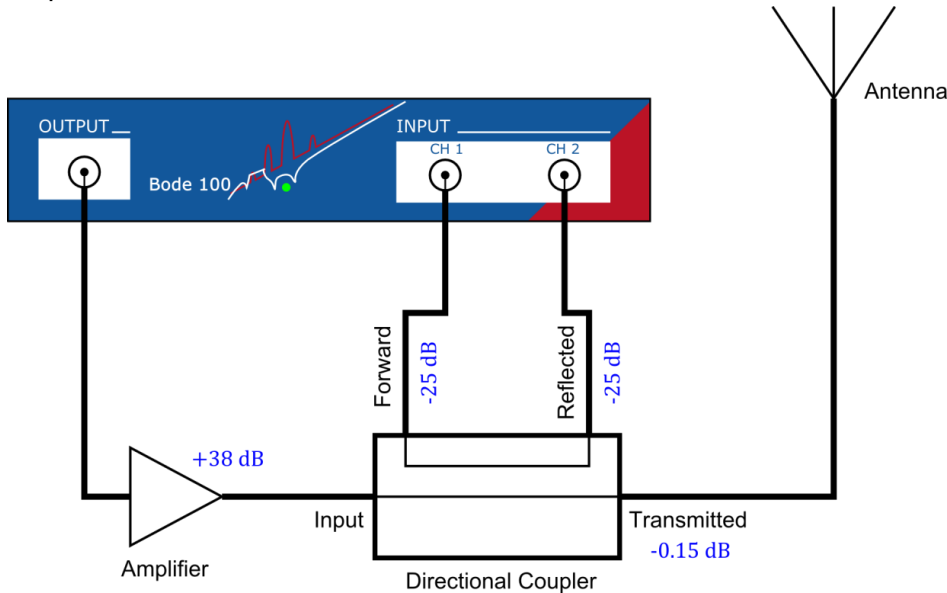 Antenna
OUTPUT
INPUT
CH 1
CH 2
Bode 100
Forward
-25 dB
Reflected
-25 dB
+38 dB
Input
Transmitted
-0.15 dB
Amplifier
Directional Coupler